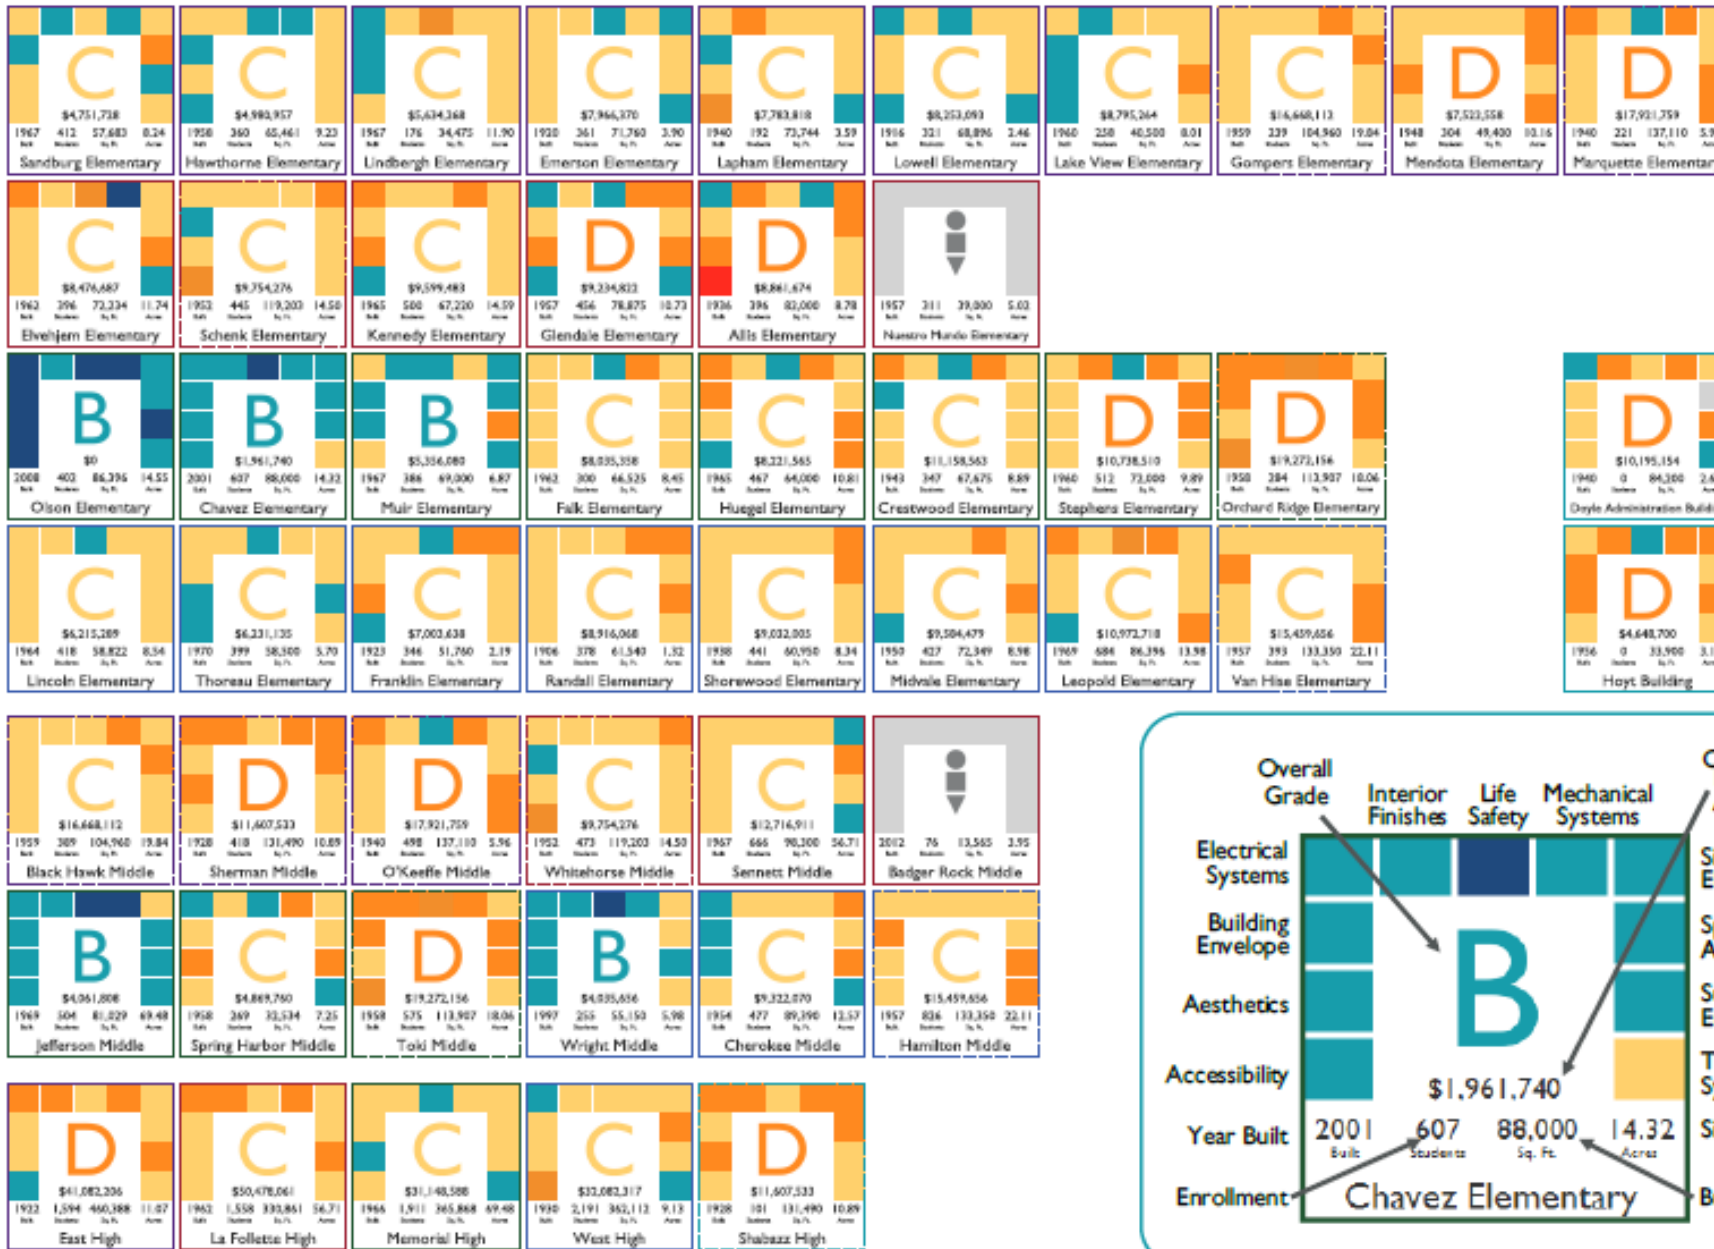 C C C C C C C C D D
$4,751,728 $4,980,957 $5,634,268 $7,966,370 $7,783,818 $8,253,093 $8,795,264 $16,668,112 $7,522,558 $17,921,759
1967 412 57,683 8.24 1958 360 65,461 9.23 1967 176 34,475 11.90 1920 361 71,760 3.90 1940 192 73,744 3.59 1916 321 68,896 2.46 1960 258 40,500 8.01 1959 229 104,960 19.84 1948 304 49,400 10.16 1940 221 137,110
Sandburg Elementary Hawthorne Elementary Lindbergh Elementary Emerson Elementary Lapham Elementary Lowell Elementary Lake View Elementary Gompers Elementary Mendota Elementary Marquette Elementar
C C C D D
$8,476,687 $9,754,276 $9,599,483 $9,234,822 $8,861,674
1962 396 72,234 11.74 1952 445 119,203 14.50 1965 500 67,220 14.59 1957 456 78,875 10.73 1936 396 82,000 8.78 1957 311 39,000 5.02
Elvehjem Elementary Schenk Elementary Kennedy Elementary Glendale Elementary Allis Elementary Nuestro Mundo Elementary
B B B C C C D D D
$0 $1,961,740 $5,356,080 $8,035,358 $8,221,565 $11,158,563 $10,738,510 $19,272,156 $10,195,154
2008 402 86,396 14.55 2001 607 88,000 14.32 1967 386 69,000 6.87 1962 300 66,525 8.45 1965 467 64,000 10.81 1943 347 67,675 8.89 1960 512 72,000 9.89 1958 284 113,907 18.06 1940 0 84,200
Olson Elementary Chavez Elementary Muir Elementary Falk Elementary Huegel Elementary Crestwood Elementary Stephens Elementary Orchard Ridge Elementary Doyle Administration Buildi
C C C C C C C C D
$6,215,289 $6,231,135 $7,003,638 $8,916,068 $9,032,005 $9,504,479 $10,972,718 $15,459,656 $4,648,700
1964 418 58,822 8.54 1970 399 58,500 5.70 1923 346 51,760 2.19 1906 378 61,540 1.32 1938 441 60,950 8.34 1950 427 72,349 8.98 1969 684 86,396 13.98 1957 393 133,350 22.11 1956 0 33,900
Lincoln Elementary Thoreau Elementary Franklin Elementary Randall Elementary Shorewood Elementary Midvale Elementary Leopold Elementary Van Hise Elementary Hoyt Building
C D D C C
$16,668,112 $11,607,533 $17,921,759 $9,754,276 $12,716,911
1959 389 104,960 19.84 1928 418 131,490 10.89 1940 498 137,110 5.96 1952 473 119,203 14.50 1967 666 98,300 56.71 2012 76 13,565 3.95
Black Hawk Middle Sherman Middle O'Keeffe Middle Whitehorse Middle Sennett Middle Badger Rock Middle
B C D B C C
$4,061,808 $4,869,760 $19,272,156 $4,035,656 $9,322,070 $15,459,656
1969 504 81,029 69.48 1958 269 32,534 7.25 1958 575 113,907 18.06 1997 255 55,150 5.98 1954 477 89,390 12.57 1957 826 133,350 22.11
Jefferson Middle Spring Harbor Middle Toki Middle Wright Middle Cherokee Middle Hamilton Middle
D C C C D
$41,082,206 $50,478,061 $31,148,588 $32,082,317 $11,607,533
1922 1,594 460,388 11.07 1962 1,558 330,861 56.71 1966 1,911 365,868 69.48 1930 2,191 362,112 9.13 1928 101 131,490 10.89
East High La Follette High Memorial High West High Shabazz High
Overall
Grade
Interior
Finishes
Life
Safety
Mechanical
Systems
Electrical
Systems
Building
Envelope
Aesthetics
Accessibility
Year Built
Enrollment
B
$1,961,740
2001 607 88,000 14.32
Built Students Sq. Ft. Acres
Chavez Elementary